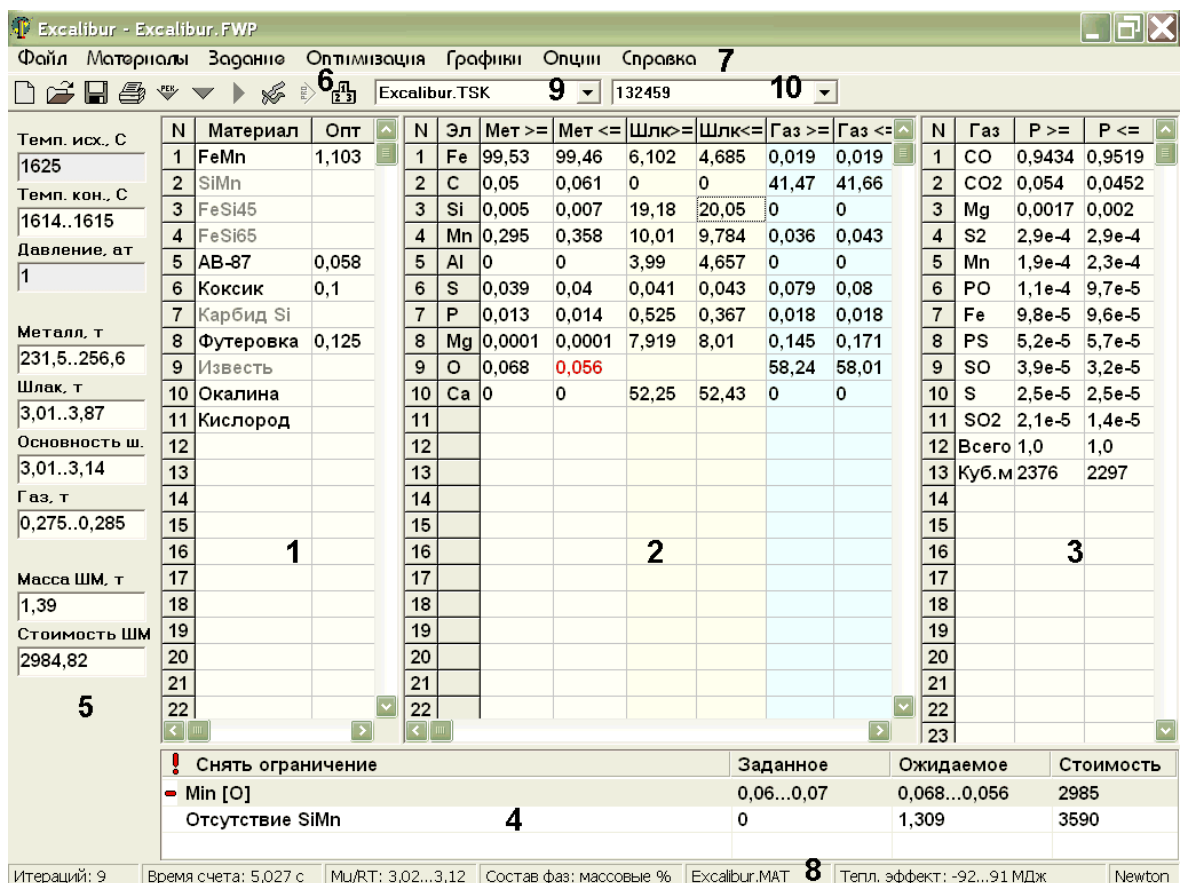 Excalibur - Excalibur.FWP
Файл Материалы Задание Оптимизация Графики Опции Справка 7
6 Excalibur.TSK 9 132459 10
Темп. исх., С
1625
Темп. кон., С
1614..1615
Давление, ат
1
Металл, т
231,5..256,6
Шлак, т
3,01..3,87
Основность ш.
3,01..3,14
Газ, т
0,275..0,285
Масса ШМ, т
1,39
Стоимость ШМ
2984,82
5
N Материал Опт
1 FeMn 1,103
2 SiMn
3 FeSi45
4 FeSi65
5 АВ-87 0,058
6 Коксик 0,1
7 Карбид Si
8 Футеровка 0,125
9 Известь
10 Окалина
11 Кислород
12
13
14
15
16 1
17
18
19
20
21
22
N Эл Мет >= Мет <= Шлк>= Шлк<= Газ >= Газ <=
1 Fe 99,53 99,46 6,102 4,685 0,019 0,019
2 C 0,05 0,061 0 0 41,47 41,66
3 Si 0,005 0,007 19,18 20,05 0 0
4 Mn 0,295 0,358 10,01 9,784 0,036 0,043
5 Al 0 0 3,99 4,657 0 0
6 S 0,039 0,04 0,041 0,043 0,079 0,08
7 P 0,013 0,014 0,525 0,367 0,018 0,018
8 Mg 0,0001 0,0001 7,919 8,01 0,145 0,171
9 O 0,068 0,056 58,24 58,01
10 Ca 0 0 52,25 52,43 0 0
11
12
13
14
15
16 2
17
18
19
20
21
22
N Газ P >= P <=
1 CO 0,9434 0,9519
2 CO2 0,054 0,0452
3 Mg 0,0017 0,002
4 S2 2,9e-4 2,9e-4
5 Mn 1,9e-4 2,3e-4
6 PO 1,1e-4 9,7e-5
7 Fe 9,8e-5 9,6e-5
8 PS 5,2e-5 5,7e-5
9 SO 3,9e-5 3,2e-5
10 S 2,5e-5 2,5e-5
11 SO2 2,1e-5 1,4e-5
12 Всего 1,0 1,0
13 Куб.м 2376 2297
14
15
16 3
17
18
19
20
21
22
23
Снять ограничение Заданное Ожидаемое Стоимость
Min [O] 0,06...0,07 0,068...0,056 2985
Отсутствие SiMn 4 0 1,309 3590
Итераций: 9 Время счета: 5,027 с Mu/RT: 3,02...3,12 Состав фаз: массовые % Excalibur.MAT 8 Тепл. эффект: -92...91 МДж Newton